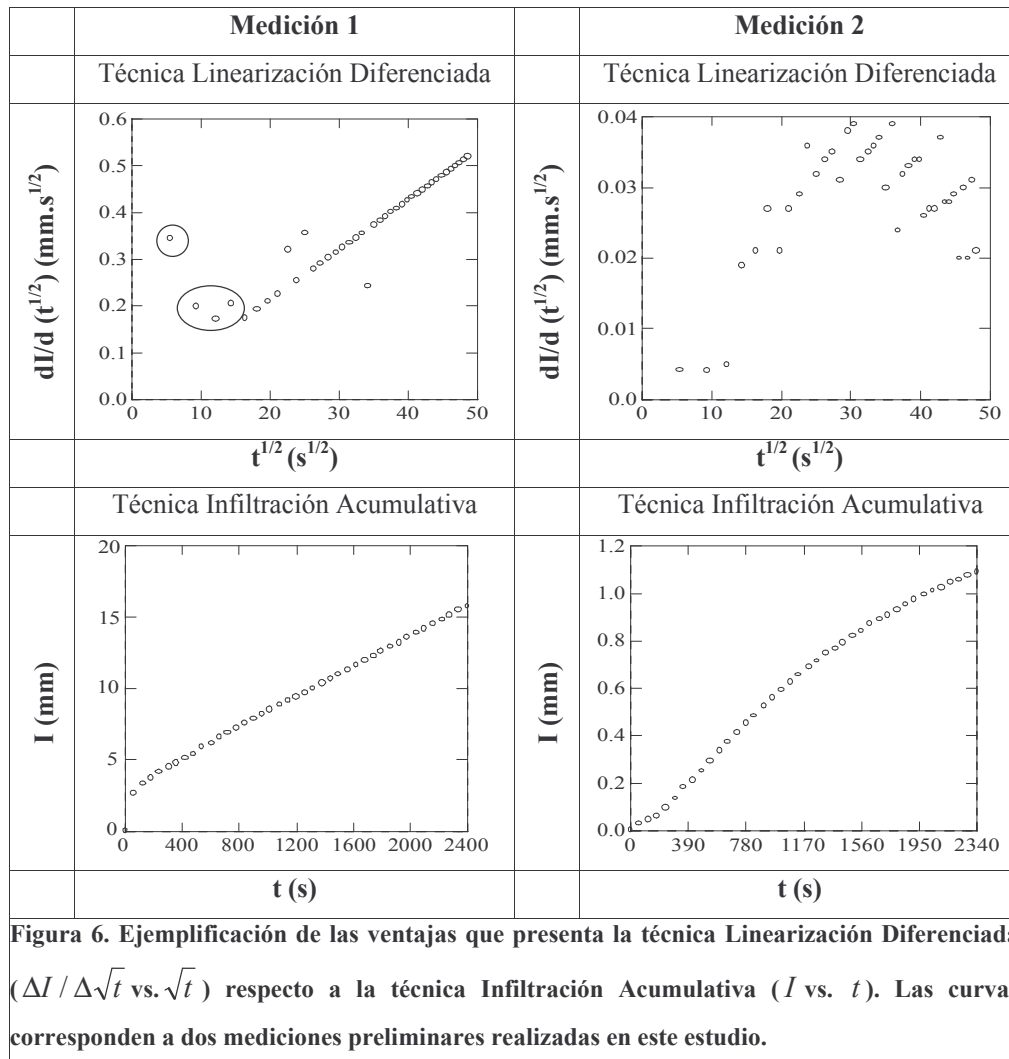 Medición 1 Medición 2
Técnica Linearización Diferenciada Técnica Linearización Diferenciada
dI/d (t^{1/2}) (mm.s^{1/2})
0.6
0.5
0.4
0.3
0.2
0.1
0.0
0 10 20 30 40 50
dI/d (t^{1/2}) (mm.s^{1/2})
0.04
0.03
0.02
0.01
0.0
0 10 20 30 40 50
t^{1/2} (s^{1/2}) t^{1/2} (s^{1/2})
Técnica Infiltración Acumulativa Técnica Infiltración Acumulativa
I (mm)
20
15
10
5
0
0 400 800 1200 1600 2000 2400
I (mm)
1.2
1.0
0.8
0.6
0.4
0.2
0.0
0 390 780 1170 1560 1950 2340
t (s) t (s)
Figura 6. Ejemplificación de las ventajas que presenta la técnica Linearización Diferenciad
(ΔI / Δ√t vs. √t ) respecto a la técnica Infiltración Acumulativa (I vs. t). Las curva
corresponden a dos mediciones preliminares realizadas en este estudio.